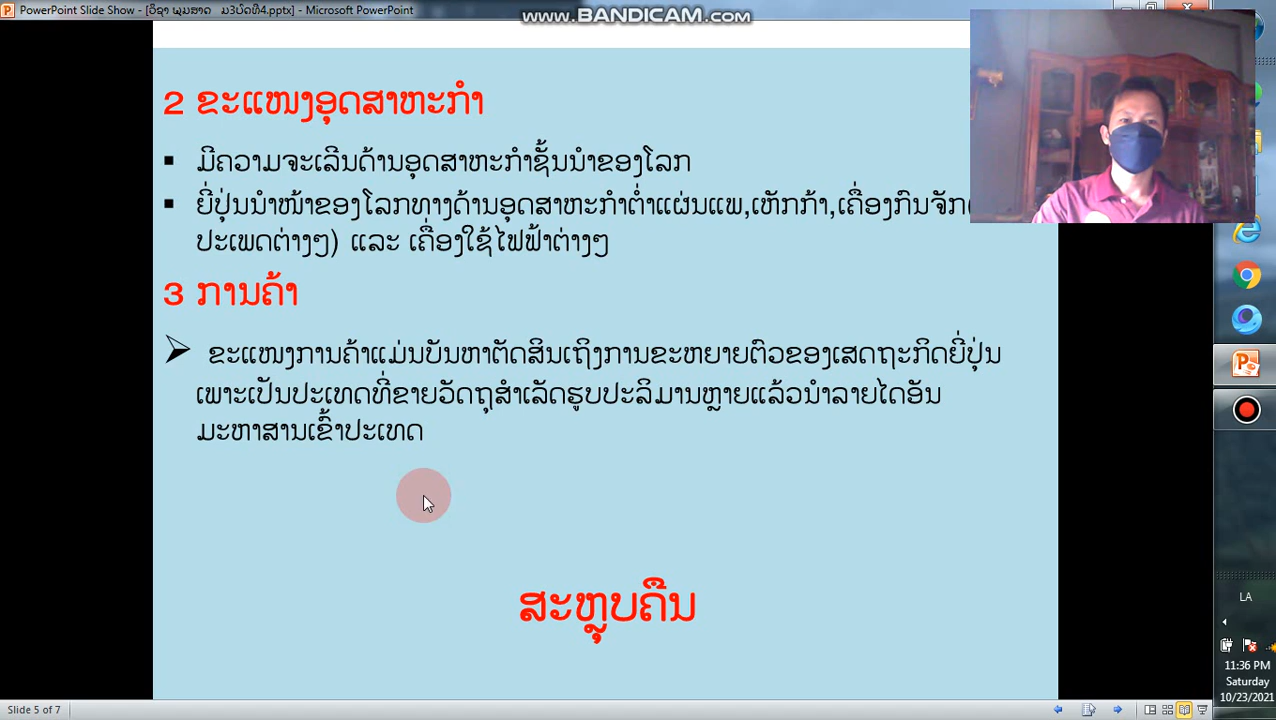 PowerPoint Slide Show - [ວິຊາ ພູມສາດ ມ3ບົດທີ4.pptx] - Microsoft PowerPoint
www.BANDICAM.com
2 ຂະແໜງອຸດສາຫະກຳ
▪ ມີຄວາມຈະເລີນດ້ານອຸດສາຫະກຳຊັ້ນນຳຂອງໂລກ
▪ ຍີ່ປຸ່ນນຳໜ້າຂອງໂລກທາງດ້ານອຸດສາຫະກຳຕ່ຳແຜ່ນແພ,ເຫັກກ້າ,ເຄື່ອງກົນຈັກ(
ປະເພດຕ່າງໆ) ແລະ ເຄື່ອງໃຊ້ໄຟຟ້າຕ່າງໆ
3 ການຄ້າ
➢ ຂະແໜງການຄ້າແມ່ນບັນຫາຕັດສິນເຖິງການຂະຫຍາຍຕົວຂອງເສດຖະກິດຍີ່ປຸ່ນ
ເພາະເປັນປະເທດທີ່ຂາຍວັດຖຸສຳເລັດຮູບປະລິມານຫຼາຍແລ້ວນຳລາຍໄດອັນ
ມະຫາສານເຂົ້າປະເທດ
ສະຫຼຸບຄືນ
LA
11:36 PM
Saturday
10/23/2021
Slide 5 of 7